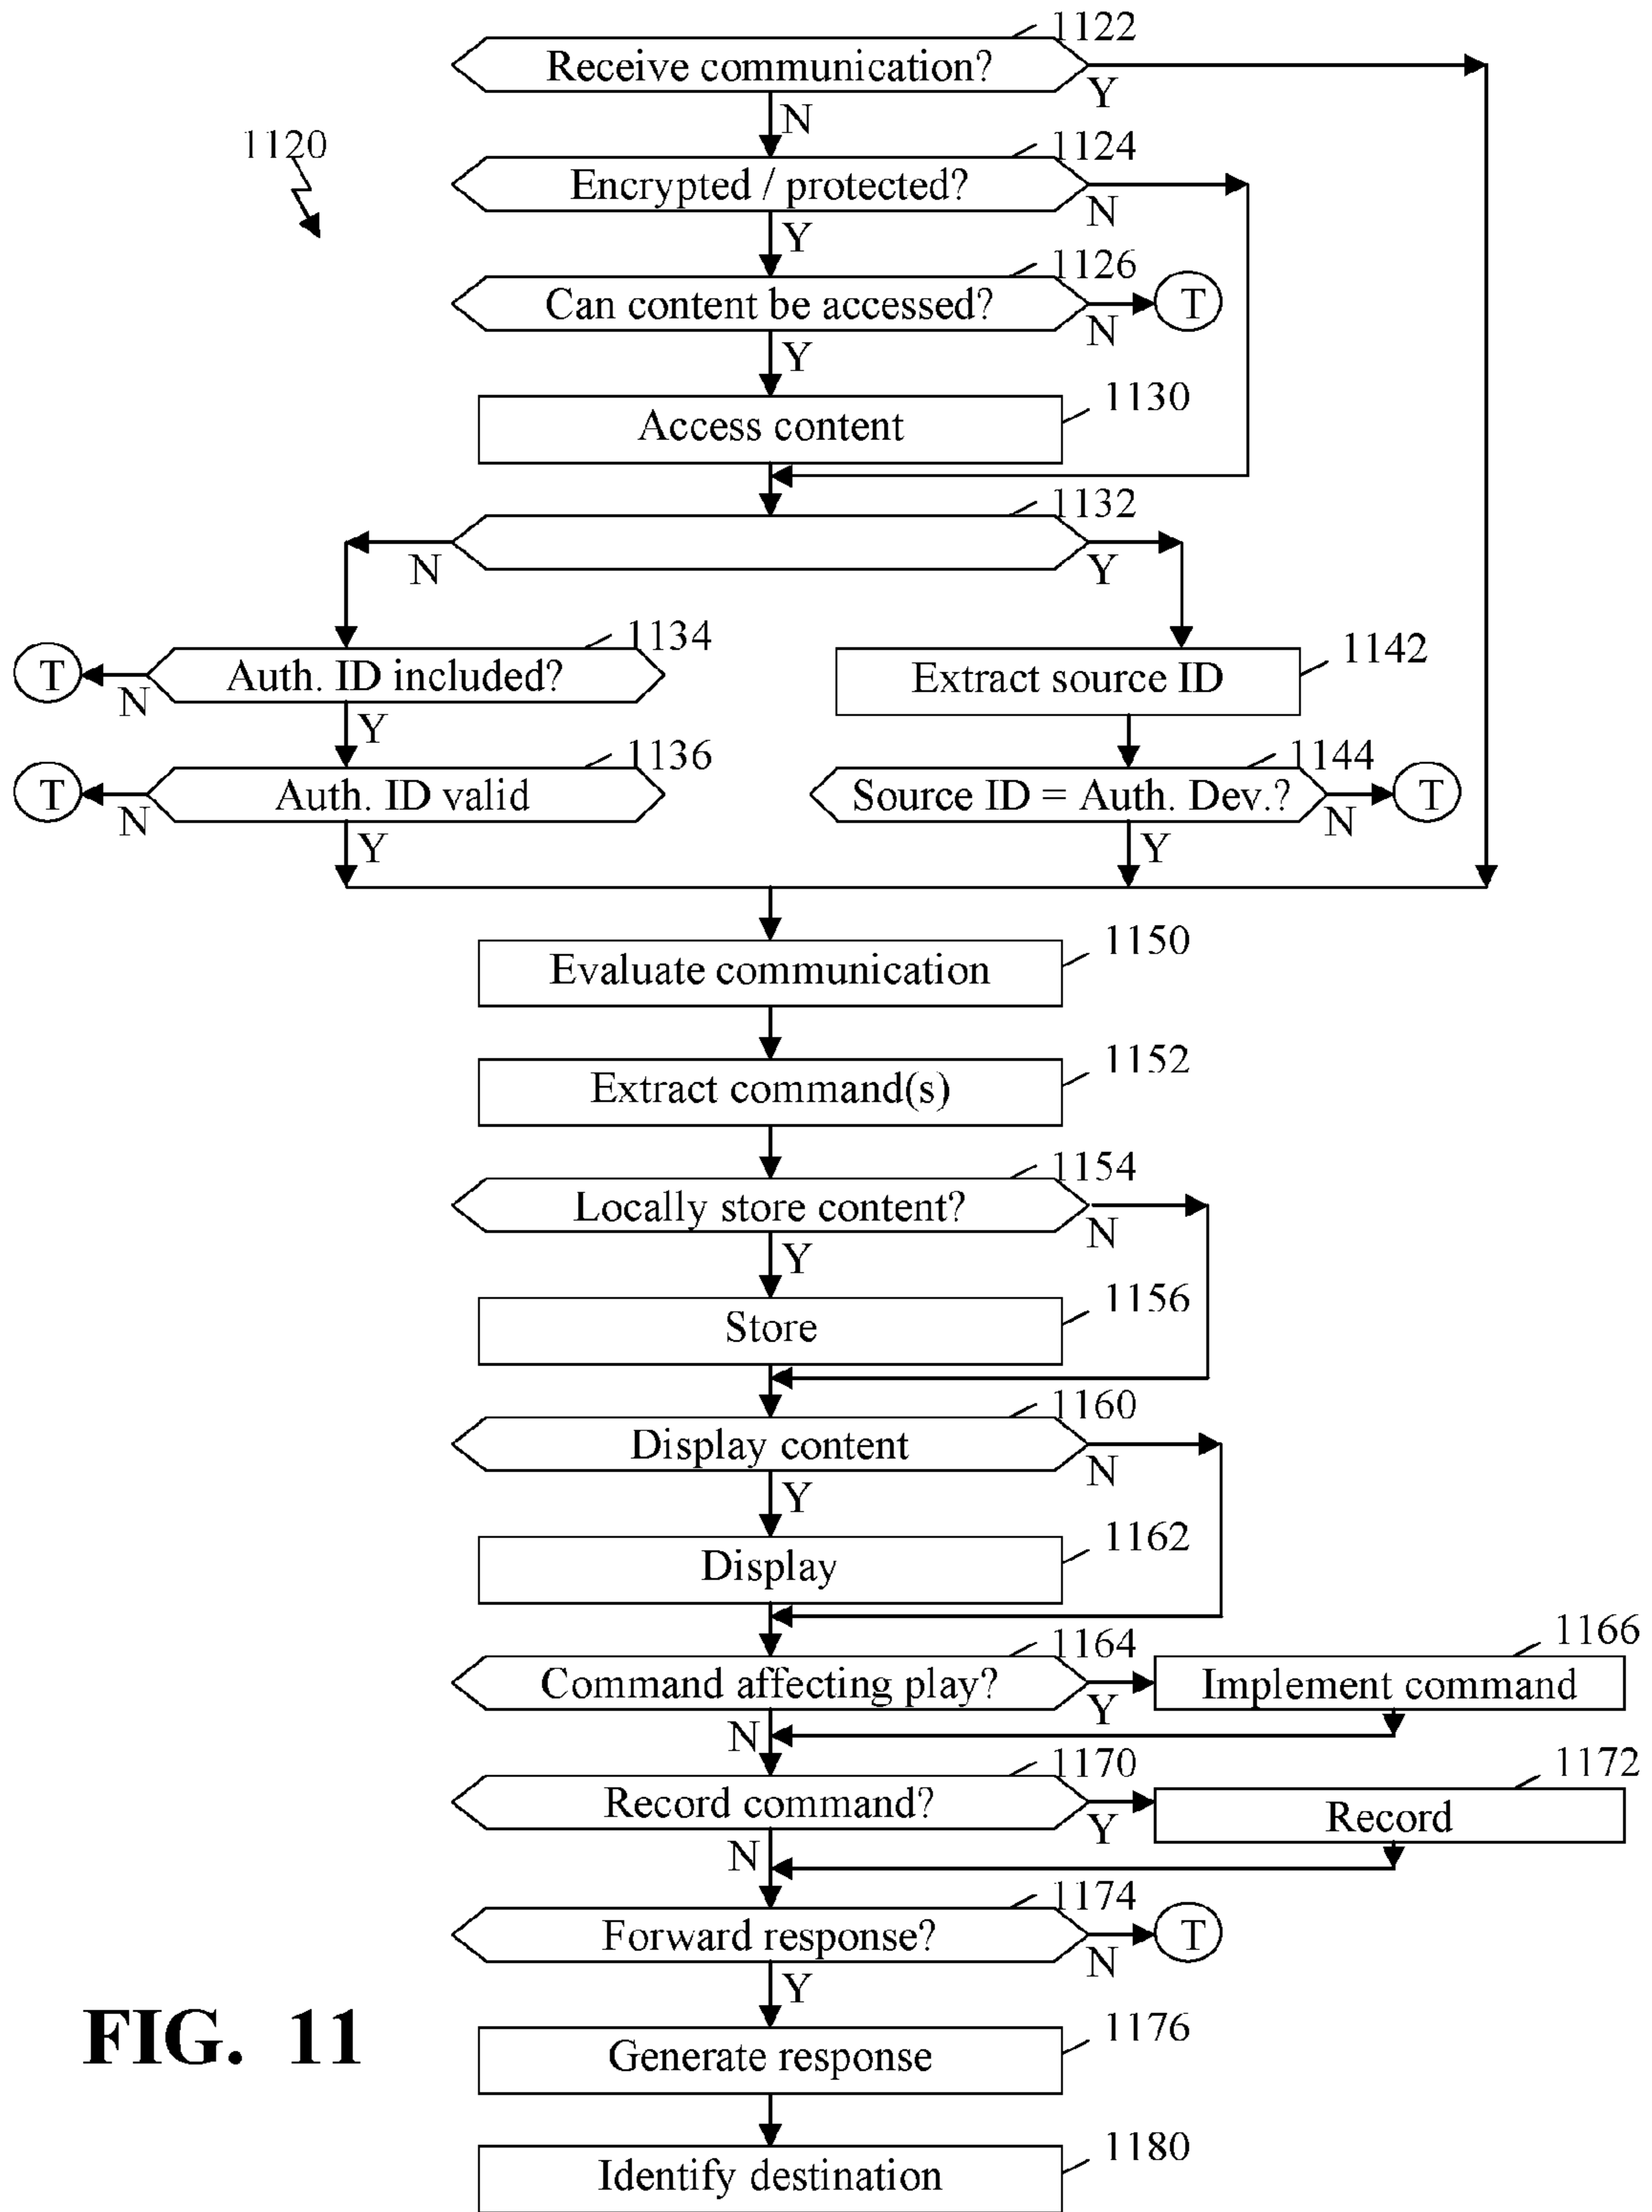 1122
Receive communication?
Y
N
1120
1124
Encrypted / protected?
N
Y
1126
Can content be accessed?
T
N
Y
1130
Access content
1132
N
Y
1134
T
Auth. ID included?
N
Y
1142
Extract source ID
1136
T
Auth. ID valid
N
Y
1144
Source ID = Auth. Dev.?
T
N
Y
1150
Evaluate communication
1152
Extract command(s)
1154
Locally store content?
N
Y
1156
Store
1160
Display content
N
Y
1162
Display
1164
Command affecting play?
Y
N
1166
Implement command
1170
Record command?
Y
N
1172
Record
1174
Forward response?
T
N
Y
1176
Generate response
1180
Identify destination
FIG. 11